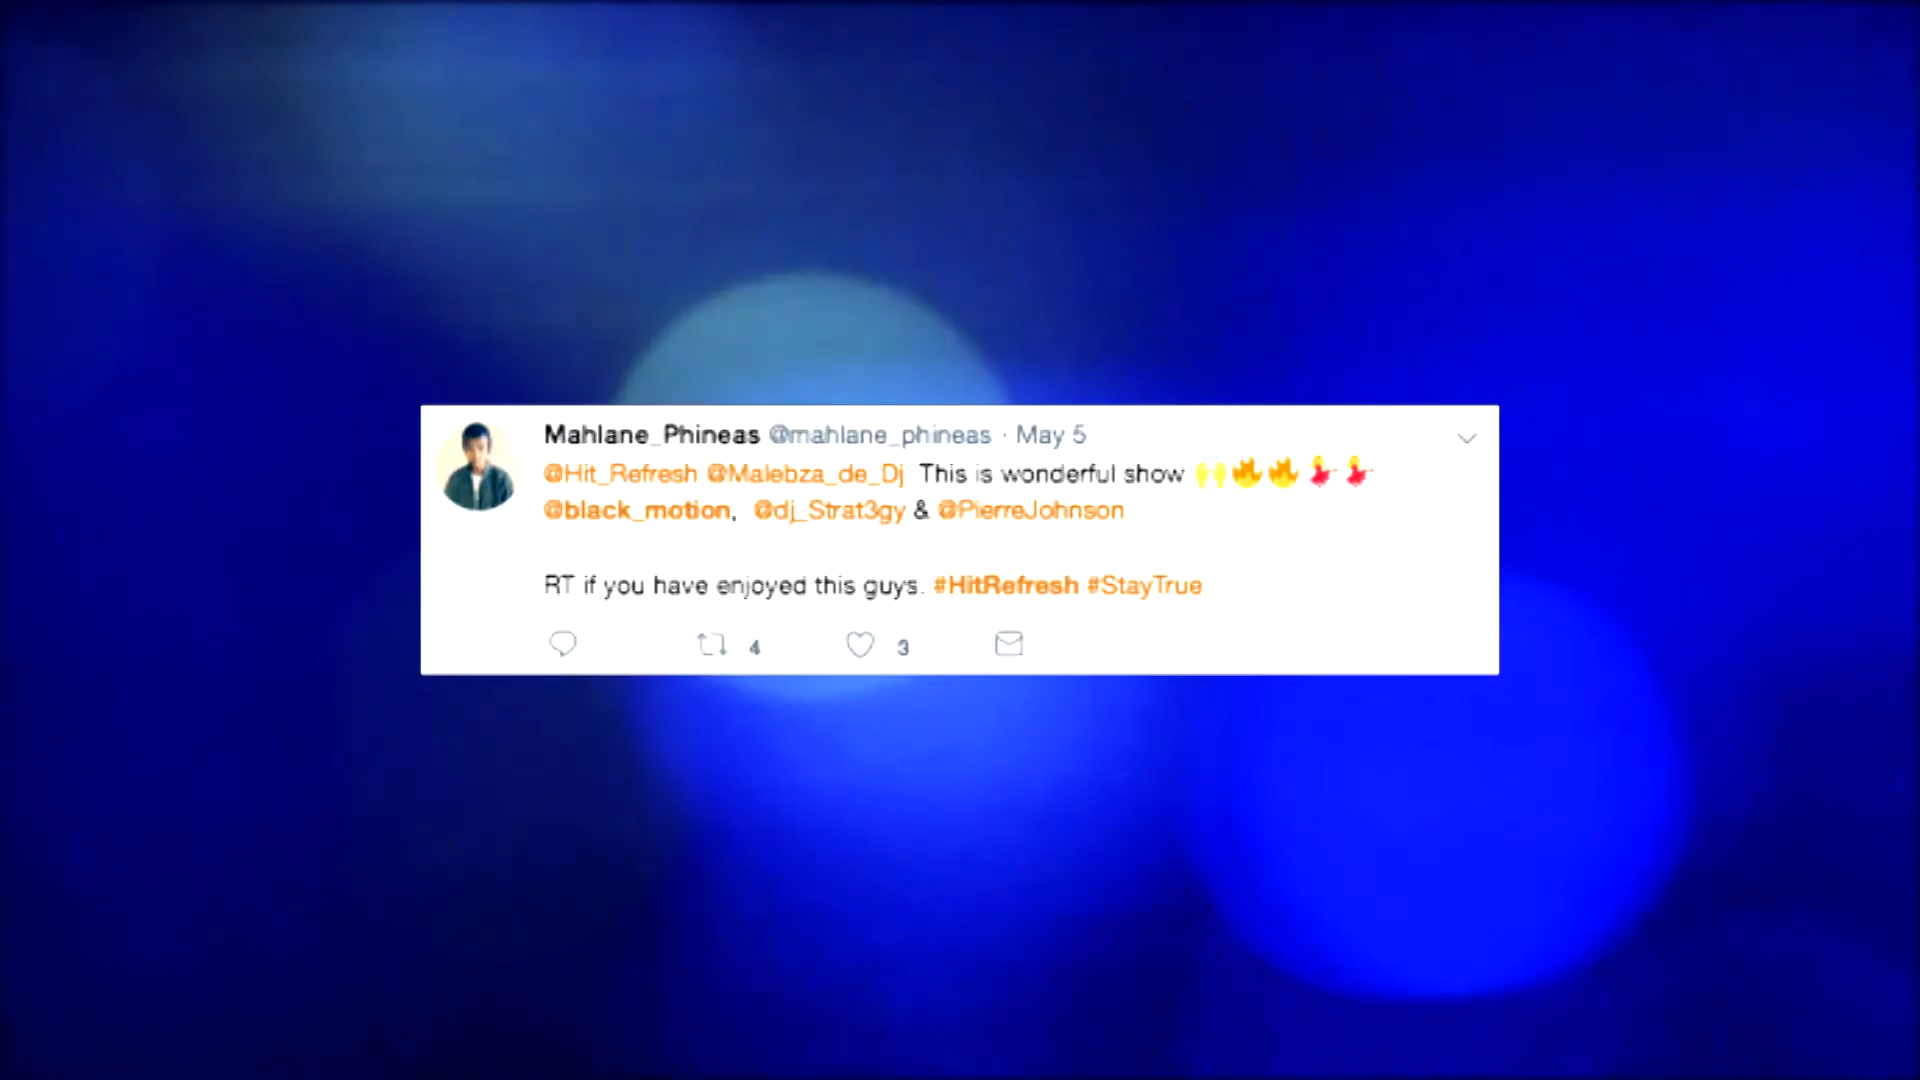 Mahlane_Phineas @mahlane_phineas · May 5
@Hit_Refresh @Malebza_de_Dj This is wonderful show 🙌🔥🔥💃💃
@black_motion, @dj_Strat3gy & @PierreJohnson
RT if you have enjoyed this guys. #HitRefresh #StayTrue
4 3